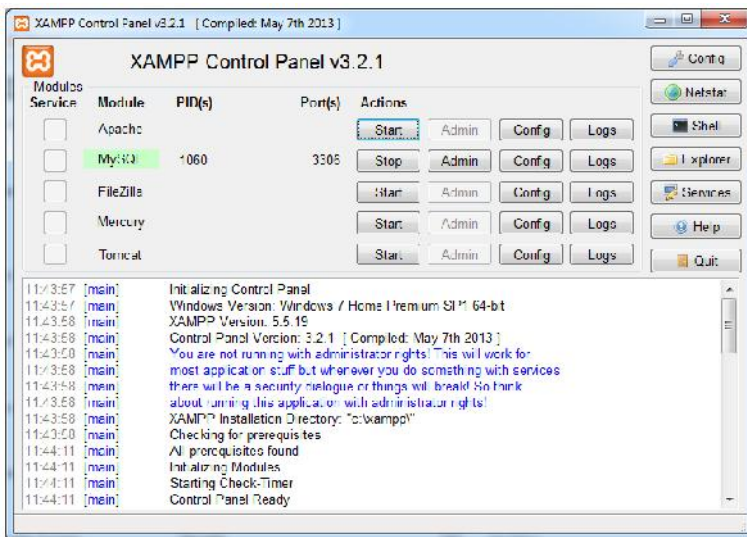 XAMPP Control Panel v3.2.1 [ Compiled: May 7th 2013 ]
XAMPP Control Panel v3.2.1
Config
Modules
Service Module PID(s) Port(s) Actions
Netstat
Apache Start Admin Config Logs
Shell
MySQL 1060 3306 Stop Admin Config Logs
Explorer
FileZilla Start Admin Config Logs
Services
Mercury Start Admin Config Logs
Help
Tomcat Start Admin Config Logs
Quit
11:43:57 [main] Initializing Control Panel
11:43:57 [main] Windows Version: Windows 7 Home Premium SP1 64-bit
11:43:58 [main] XAMPP Version: 5.5.19
11:43:58 [main] Control Panel Version: 3.2.1 [ Compiled: May 7th 2013 ]
11:43:58 [main] You are not running with administrator rights! This will work for
11:43:58 [main] most application stuff but whenever you do something with services
11:43:58 [main] there will be a security dialogue or things will break! So think
11:43:58 [main] about running this application with administrator rights!
11:43:58 [main] XAMPP Installation Directory: "c:\xampp\"
11:43:58 [main] Checking for prerequisites
11:44:11 [main] All prerequisites found
11:44:11 [main] Initializing Modules
11:44:11 [main] Starting Check-Timer
11:44:11 [main] Control Panel Ready